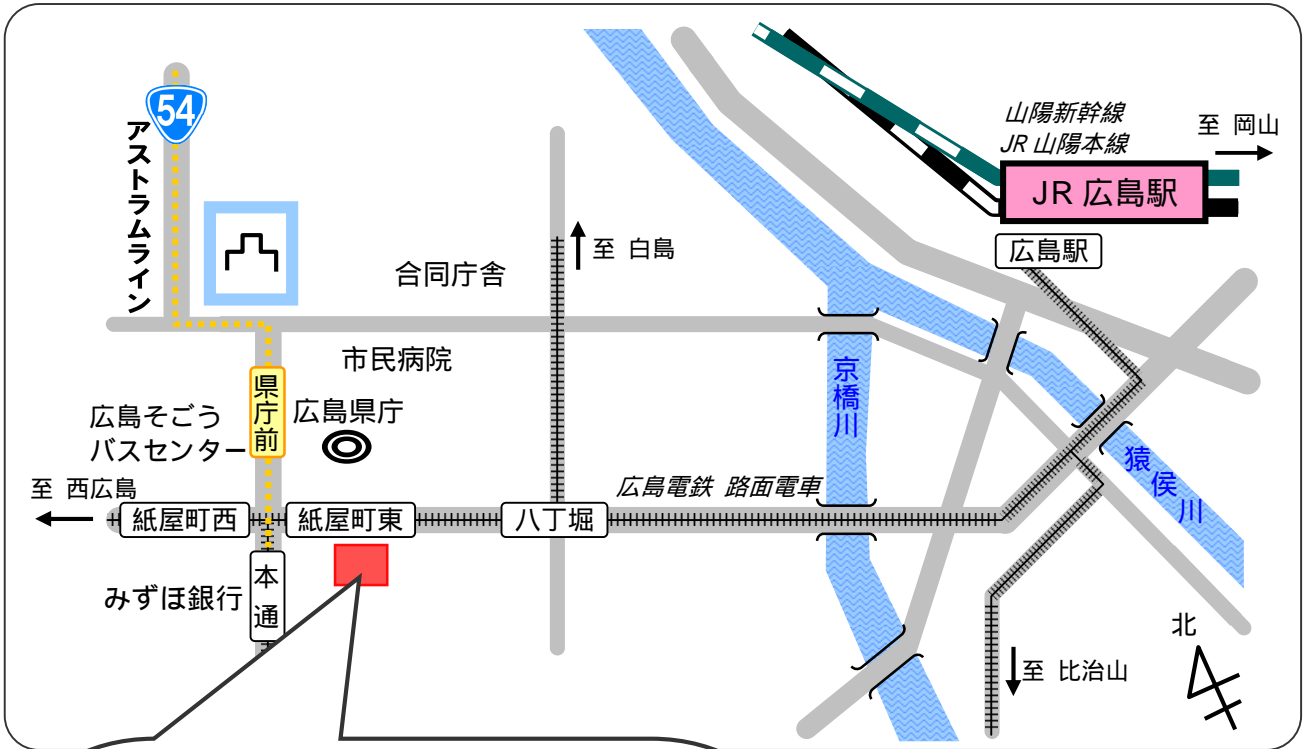 54
アストラムライン
山陽新幹線
JR 山陽本線
至 岡山
JR 広島駅
広島駅
至 白島
合同庁舎
市民病院
県庁前
広島県庁
広島そごう
バスセンター
京橋川
猿侯川
至 西広島
広島電鉄 路面電車
紙屋町西
紙屋町東
八丁堀
本通
みずほ銀行
北
至 比治山